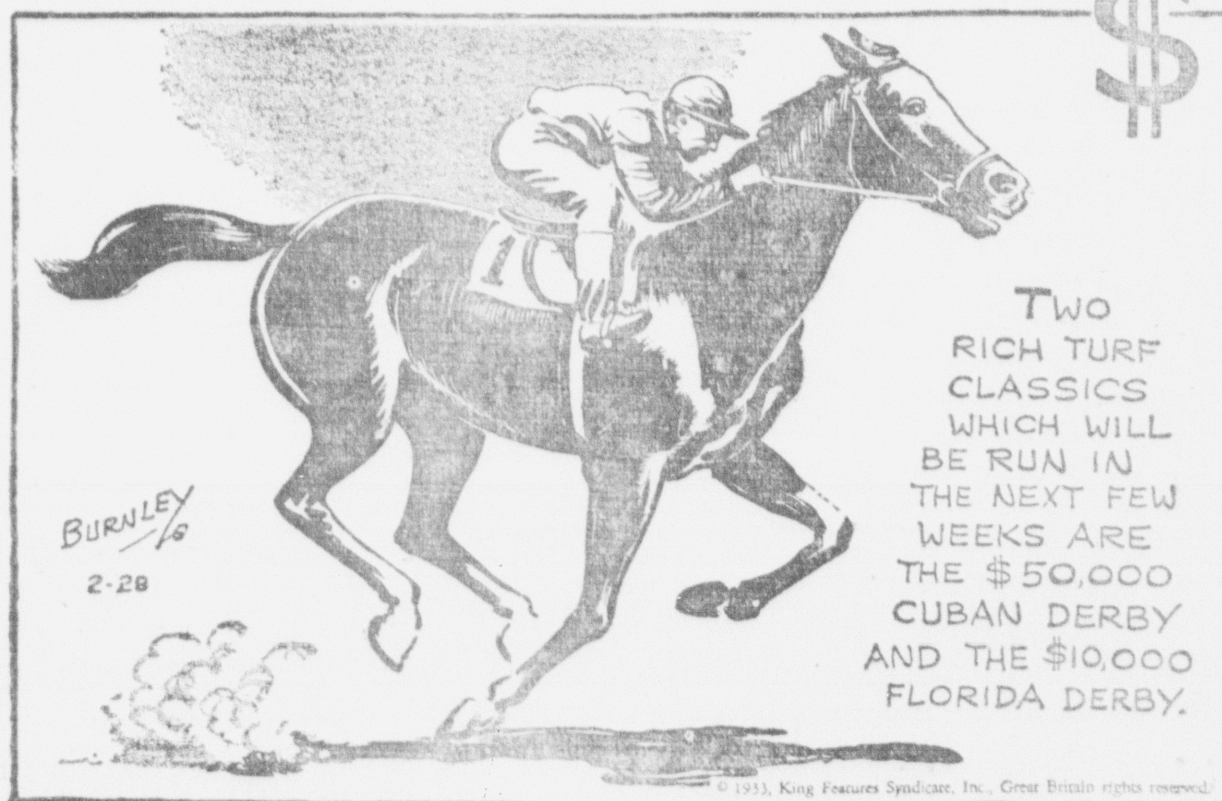 $
1
TWO
RICH TURF
CLASSICS
WHICH WILL
BE RUN IN
THE NEXT FEW
WEEKS ARE
THE $50,000
CUBAN DERBY
AND THE $10,000
FLORIDA DERBY.
BURNLEY
2-28
© 1933, King Features Syndicate, Inc., Great Britain rights reserved.